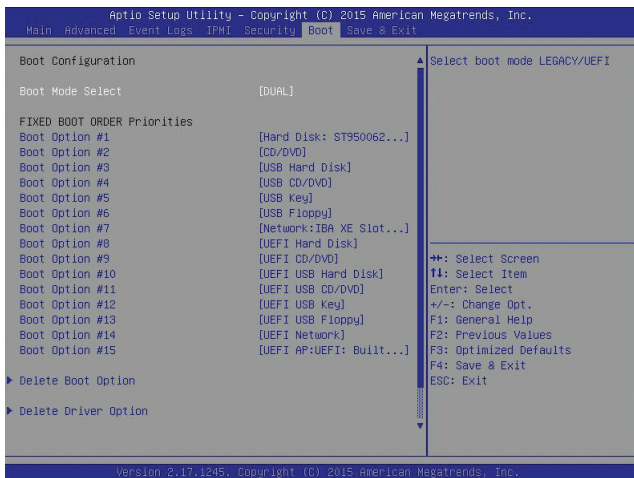 Aptio Setup Utility – Copyright (C) 2015 American Megatrends, Inc.
Main Advanced Event Logs IPMI Security Boot Save & Exit
Boot Configuration
Boot Mode Select [DUAL]
FIXED BOOT ORDER Priorities
Boot Option #1 [Hard Disk: ST950062...]
Boot Option #2 [CD/DVD]
Boot Option #3 [USB Hard Disk]
Boot Option #4 [USB CD/DVD]
Boot Option #5 [USB Key]
Boot Option #6 [USB Floppy]
Boot Option #7 [Network:IBA XE Slot...]
Boot Option #8 [UEFI Hard Disk]
Boot Option #9 [UEFI CD/DVD]
Boot Option #10 [UEFI USB Hard Disk]
Boot Option #11 [UEFI USB CD/DVD]
Boot Option #12 [UEFI USB Key]
Boot Option #13 [UEFI USB Floppy]
Boot Option #14 [UEFI Network]
Boot Option #15 [UEFI AP:UEFI: Built...]
Delete Boot Option
Delete Driver Option
Select boot mode LEGACY/UEFI
→←: Select Screen
↑↓: Select Item
Enter: Select
+/-: Change Opt.
F1: General Help
F2: Previous Values
F3: Optimized Defaults
F4: Save & Exit
ESC: Exit
Version 2.17.1245. Copyright (C) 2015 American Megatrends, Inc.